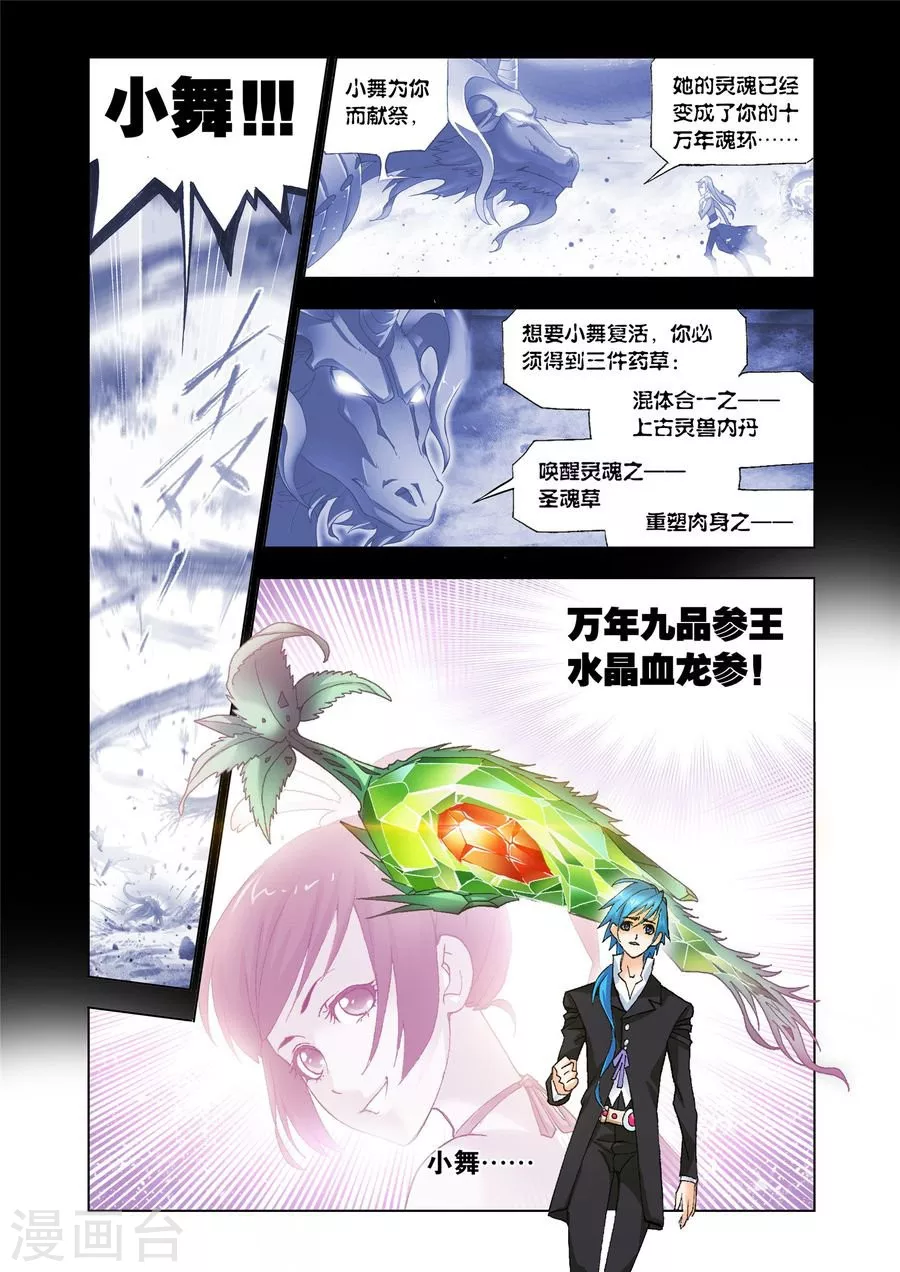 小舞!!!
小舞为你
而献祭，
她的灵魂已经
变成了你的十
万年魂环……
想要小舞复活，你必
须得到三件药草：
混体合一之——
上古灵兽内丹
唤醒灵魂之——
圣魂草
重塑肉身之——
万年九品参王
水晶血龙参！
小舞……
漫画台